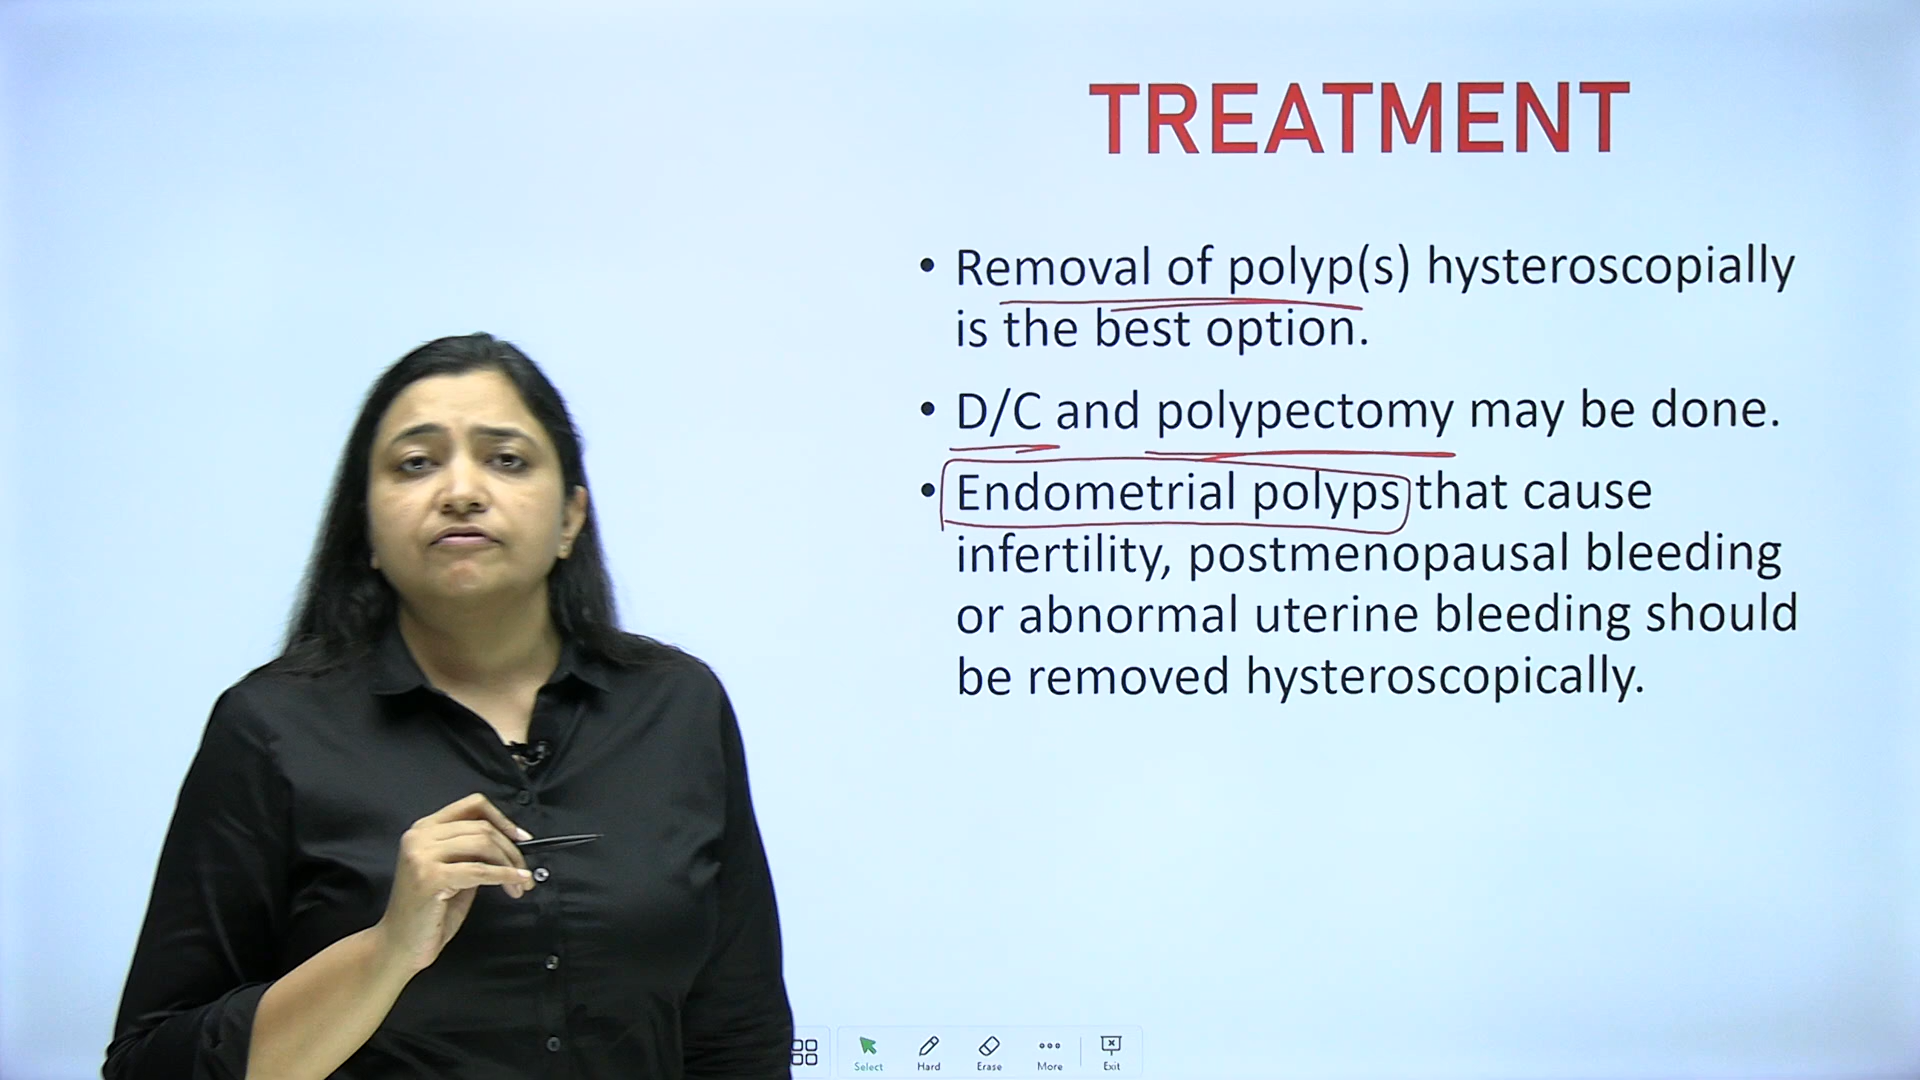 TREATMENT
• Removal of polyp(s) hysteroscopially
is the best option.
• D/C and polypectomy may be done.
• Endometrial polyps that cause
infertility, postmenopausal bleeding
or abnormal uterine bleeding should
be removed hysteroscopically.
Select Hard Erase More Exit